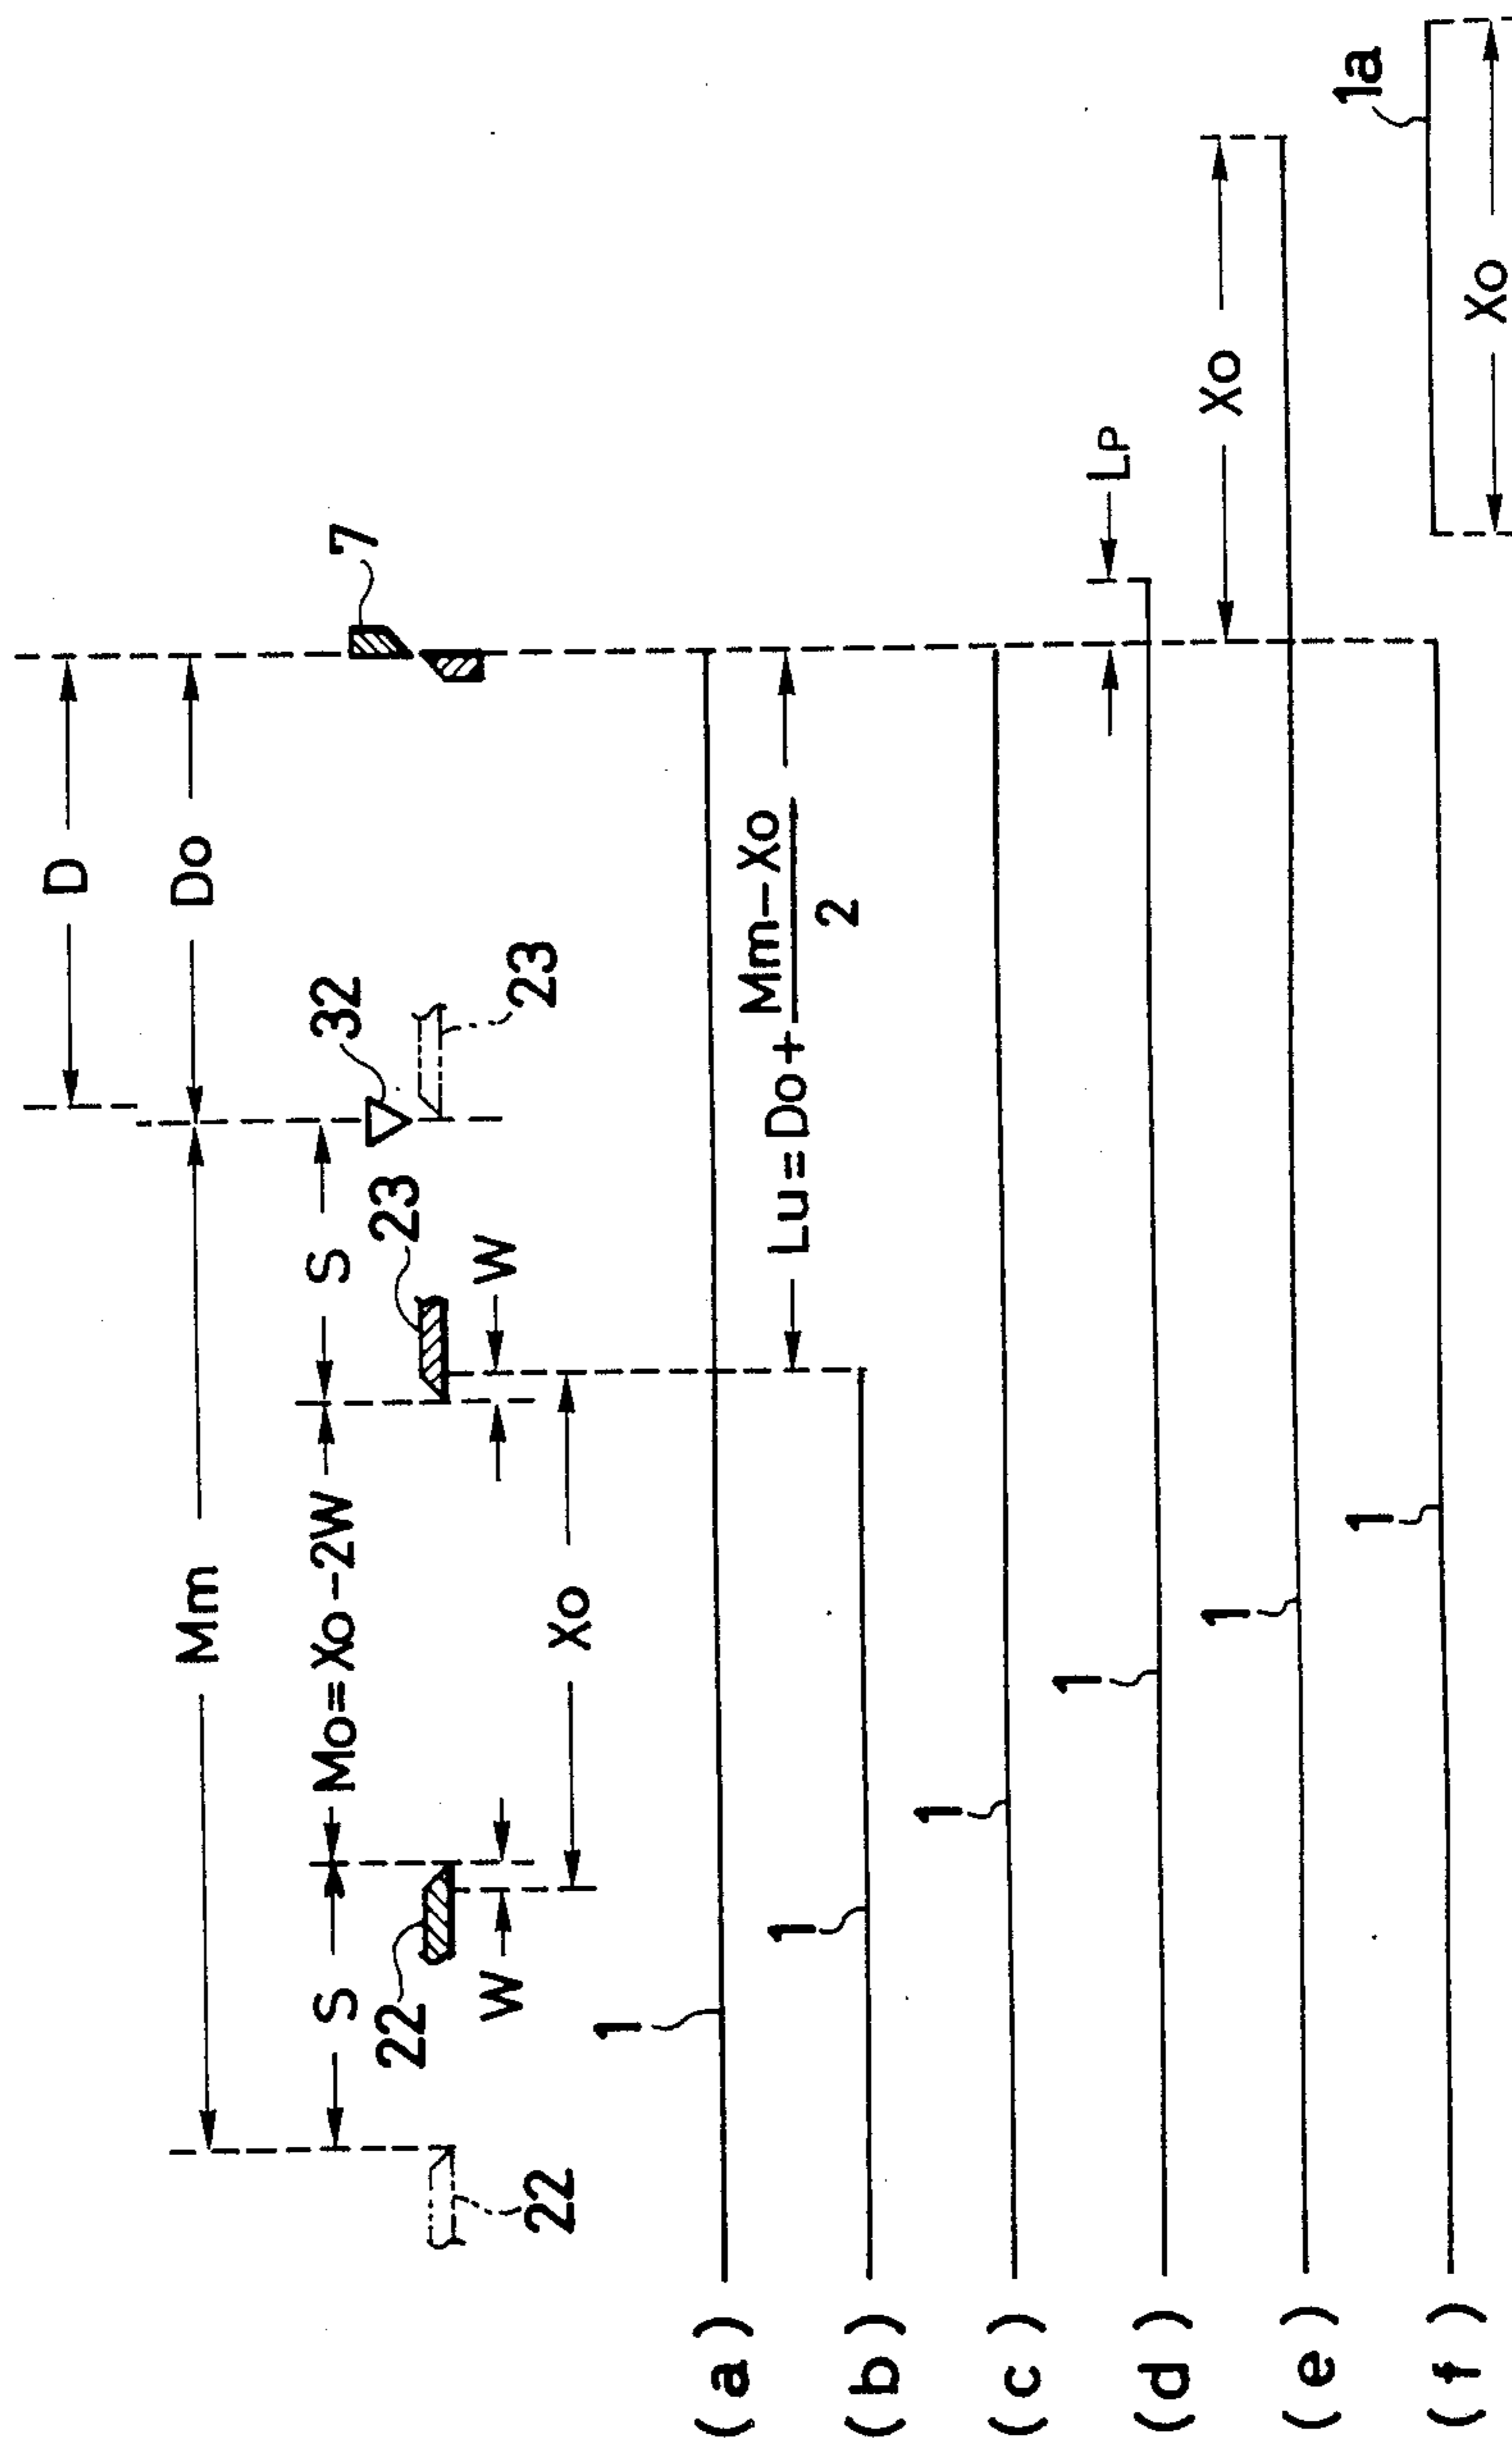 D
Mm
Do
7
S
Mo=Xo-2W
S
32
22
23
22
23
W
W
Xo
1
(a)
Lu=Do+Mm-Xo/2
1
(b)
1
(c)
1
LP
(d)
1
Xo
(e)
1
1a
(f)
Xo